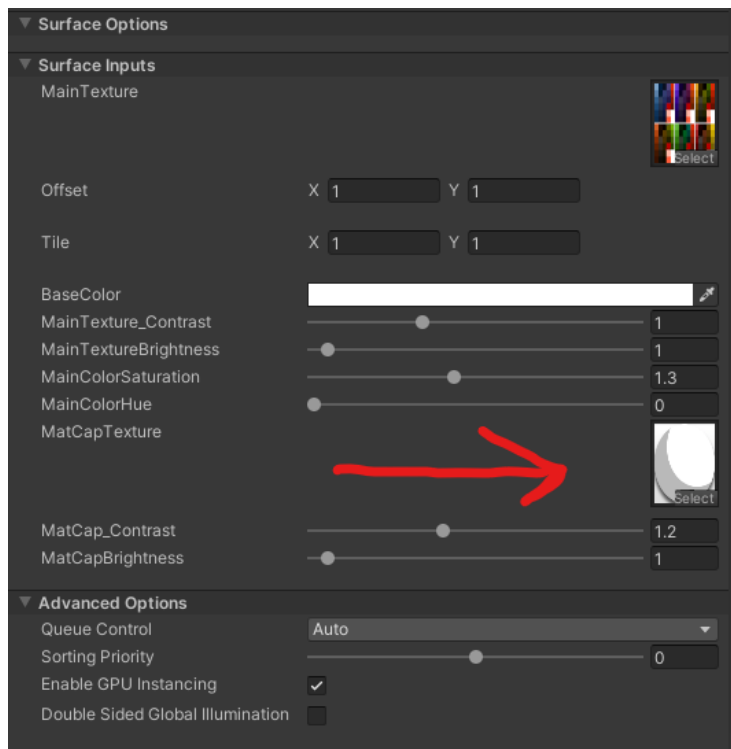 Surface Options
Surface Inputs
MainTexture
Select
Offset X 1 Y 1
Tile X 1 Y 1
BaseColor
MainTexture_Contrast 1
MainTextureBrightness 1
MainColorSaturation 1.3
MainColorHue 0
MatCapTexture
Select
MatCap_Contrast 1.2
MatCapBrightness 1
Advanced Options
Queue Control Auto
Sorting Priority 0
Enable GPU Instancing
Double Sided Global Illumination